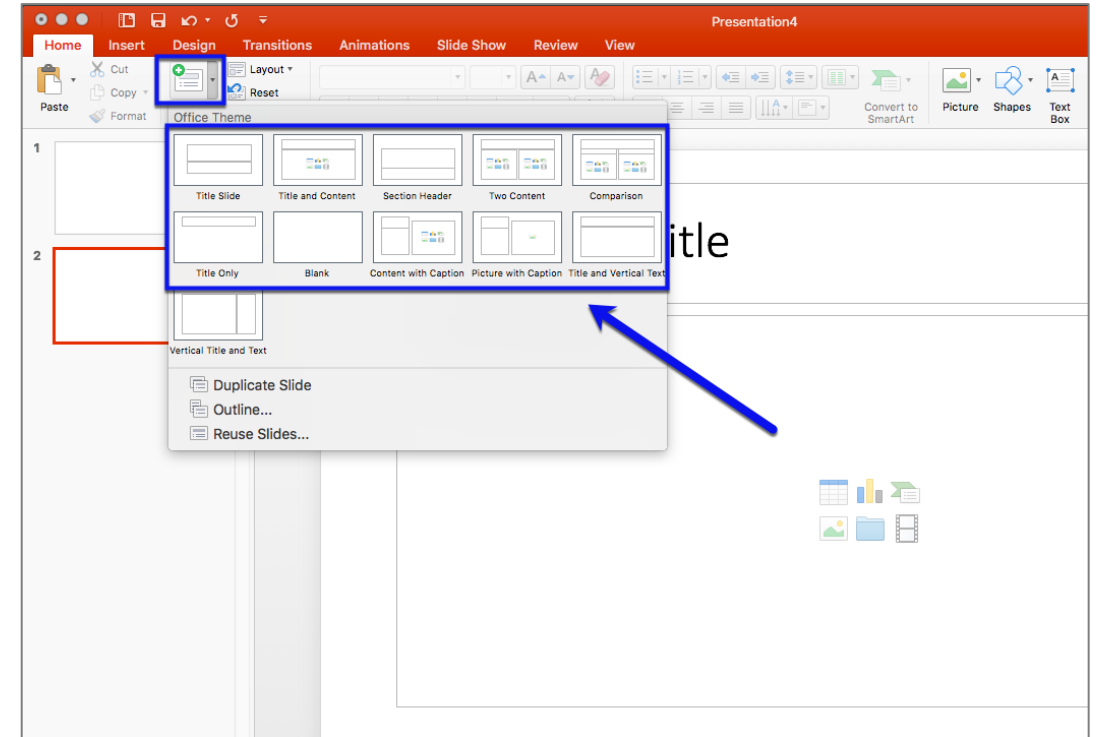 Presentation4
Home Insert Design Transitions Animations Slide Show Review View
Cut
Copy
Format
Paste
Layout
Reset
A A
Convert to SmartArt
Picture
Shapes
Text Box
A
Office Theme
Title Slide
Title and Content
Section Header
Two Content
Comparison
Title Only
Blank
Content with Caption
Picture with Caption
Title and Vertical Text
Vertical Title and Text
Duplicate Slide
Outline...
Reuse Slides...
1
2
itle